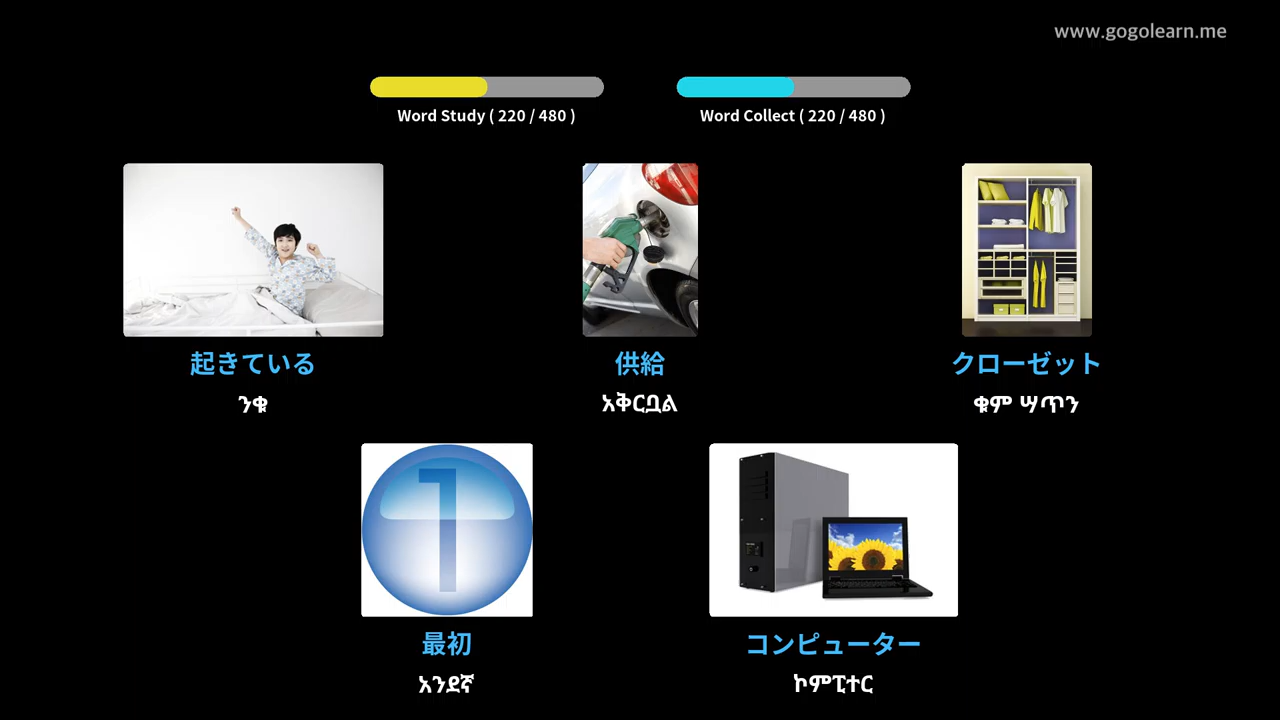 www.gogolearn.me
Word Study ( 220 / 480 )
Word Collect ( 220 / 480 )
起きている
ንቁ
供給
አቅርቧል
クローゼット
ቁም ሣጥን
最初
አንደኛ
コンピューター
ኮምፒተር